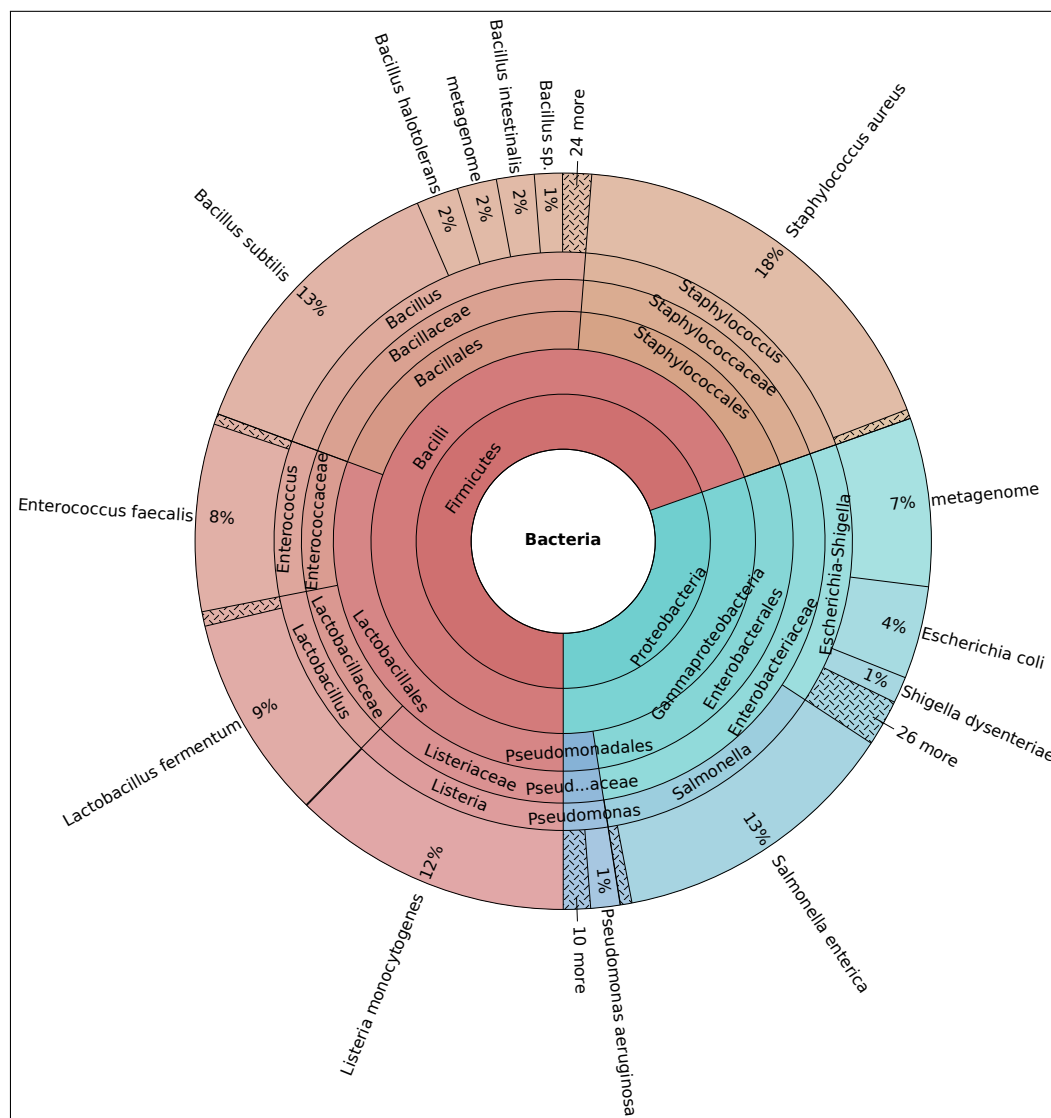 Bacteria
Firmicutes
Bacilli
Bacillales
Bacillaceae
Bacillus
Staphylococcales
Staphylococcaceae
Staphylococcus
Lactobacillales
Enterococcaceae
Enterococcus
Lactobacillaceae
Lactobacillus
Listeriaceae
Listeria
Proteobacteria
Gammaproteobacteria
Enterobacterales
Enterobacteriaceae
Escherichia-Shigella
Salmonella
Pseudomonadales
Pseud...aceae
Pseudomonas
Bacillus subtilis
13%
Bacillus halotolerans
2%
metagenome
2%
Bacillus intestinalis
2%
Bacillus sp.
1%
24 more
Staphylococcus aureus
18%
metagenome
7%
Escherichia coli
4%
Shigella dysenteriae
1%
26 more
Salmonella enterica
13%
Pseudomonas aeruginosa
1%
10 more
Listeria monocytogenes
12%
Lactobacillus fermentum
9%
Enterococcus faecalis
8%